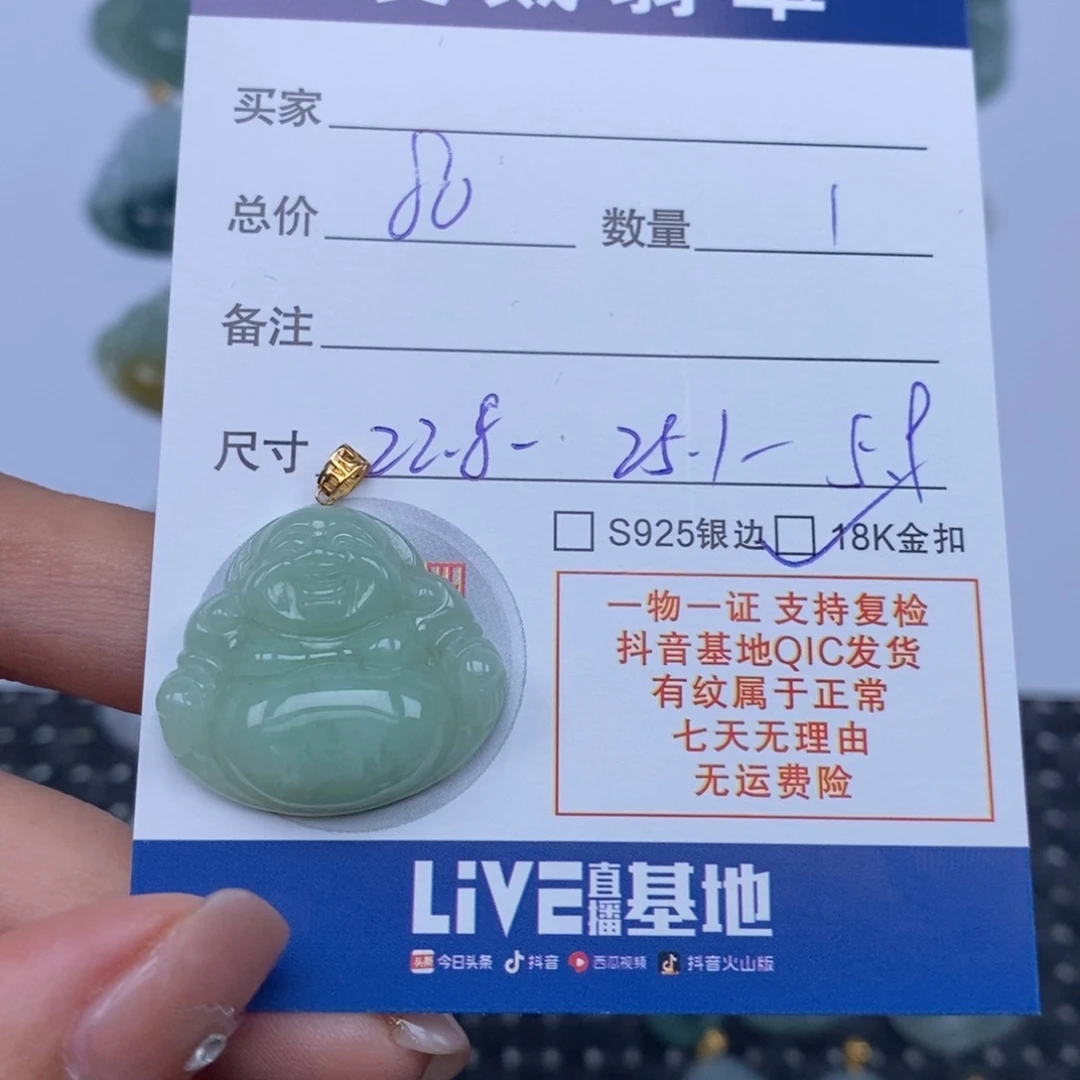 买家
总价 80 数量 1
备注
尺寸 22.8- 25.1- 5.8
S925银边 18K金扣
一物一证 支持复检
抖音基地QIC发货
有纹属于正常
七天无理由
无运费险
LiVE直播基地
头条 今日头条 抖音 西瓜视频 抖音火山版